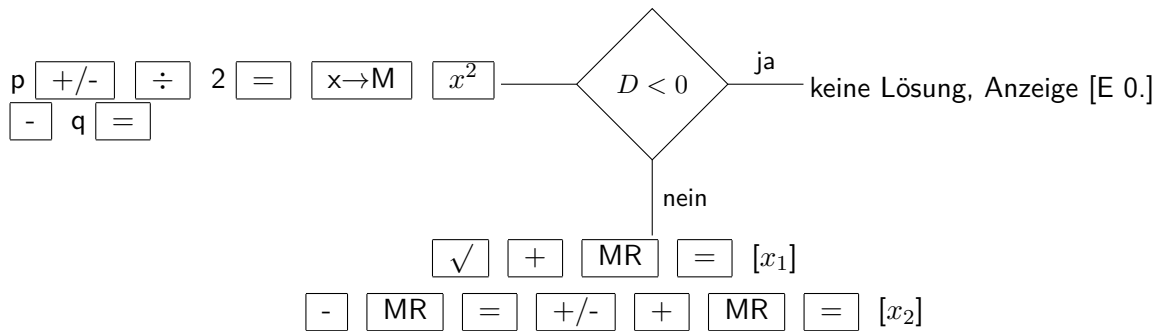 p +/- ÷ 2 = x→M x² D < 0 ja keine Lösung, Anzeige [E 0.]
- q =
nein
√ + MR = [x₁]
- MR = +/- + MR = [x₂]